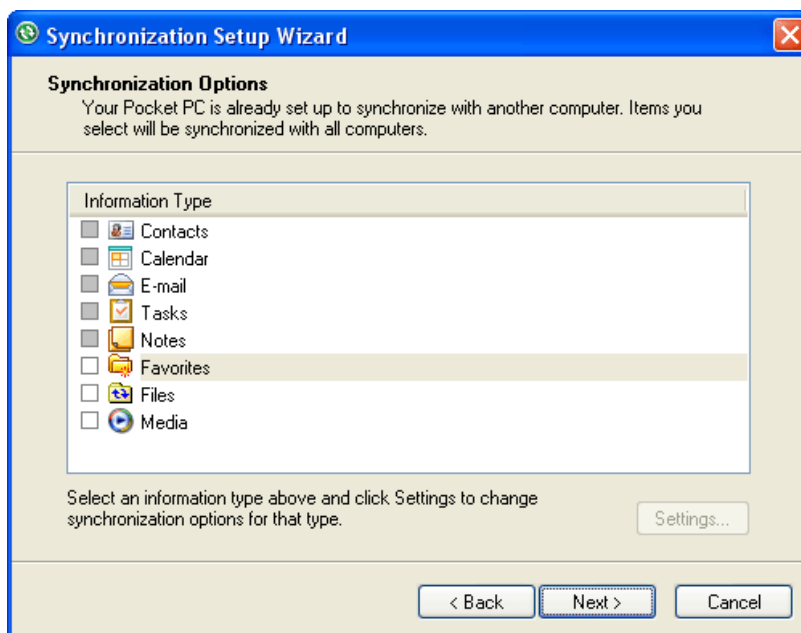 Synchronization Setup Wizard
Synchronization Options
Your Pocket PC is already set up to synchronize with another computer. Items you
select will be synchronized with all computers.
Information Type
Contacts
Calendar
E-mail
Tasks
Notes
Favorites
Files
Media
Select an information type above and click Settings to change
synchronization options for that type.
Settings...
< Back
Next >
Cancel